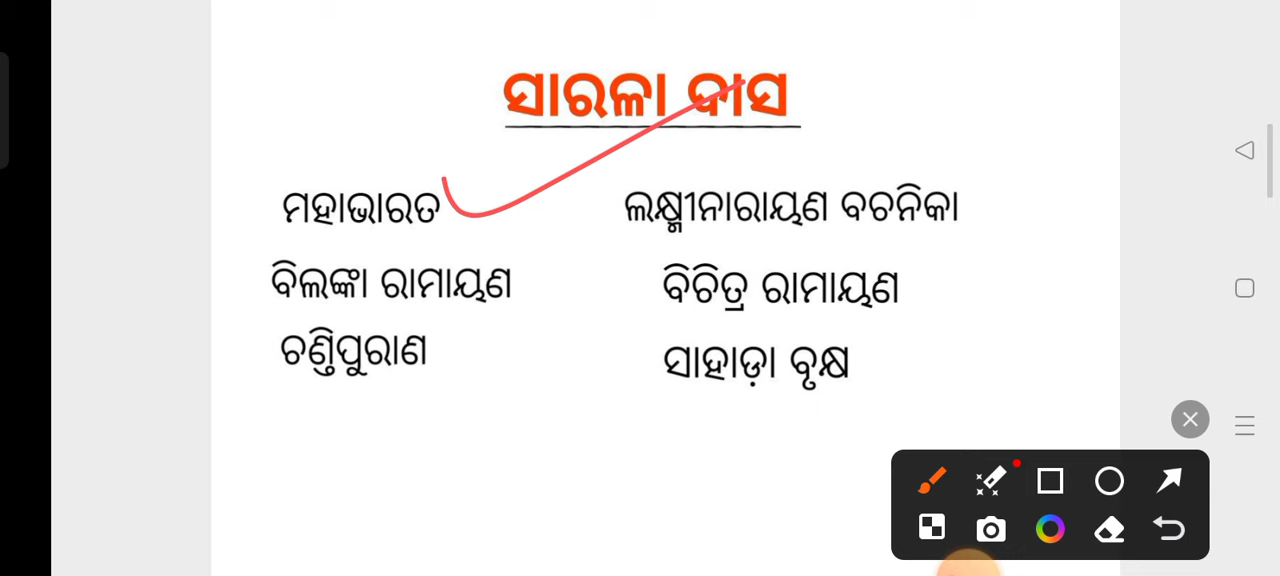 ସାରଳା ଦାସ
ମହାଭାରତ
ଲକ୍ଷ୍ମୀନାରାୟଣ ବଚନିକା
ବିଲଙ୍କା ରାମାୟଣ
ବିଚିତ୍ର ରାମାୟଣ
ଚଣ୍ତିପୁରାଣ
ସାହାଡ଼ା ବୃକ୍ଷ